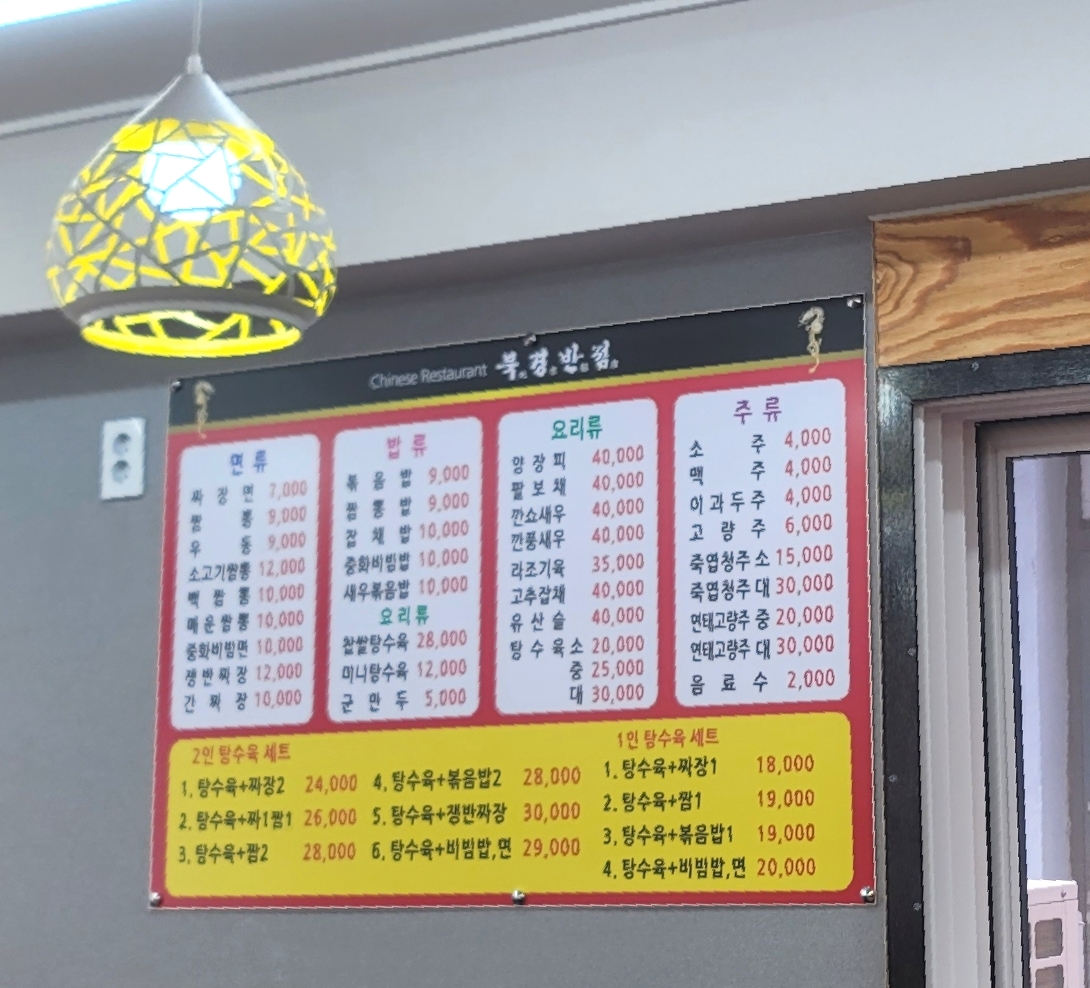 Chinese Restaurant 북경반점
면류
짜장면 7,000
짬뽕 9,000
우동 9,000
소고기짬뽕 12,000
백짬뽕 10,000
매운짬뽕 10,000
중화비빔면 10,000
쟁반짜장 12,000
간짜장 10,000
밥류
볶음밥 9,000
짬뽕밥 9,000
잡채밥 10,000
중화비빔밥 10,000
새우볶음밥 10,000
요리류
찹쌀탕수육 28,000
미니탕수육 12,000
군만두 5,000
요리류
양장피 40,000
팔보채 40,000
깐쇼새우 40,000
깐풍새우 40,000
라조기육 35,000
고추잡채 40,000
유산슬 40,000
탕수육 소 20,000
중 25,000
대 30,000
주류
소주 4,000
맥주 4,000
이과두주 4,000
고량주 6,000
죽엽청주 소 15,000
죽엽청주 대 30,000
연태고량주 중 20,000
연태고량주 대 30,000
음료수 2,000
2인 탕수육 세트
1. 탕수육+짜장2 24,000
2. 탕수육+짜1짬1 26,000
3. 탕수육+짬2 28,000
4. 탕수육+볶음밥2 28,000
5. 탕수육+쟁반짜장 30,000
6. 탕수육+비빔밥,면 29,000
1인 탕수육 세트
1. 탕수육+짜장1 18,000
2. 탕수육+짬1 19,000
3. 탕수육+볶음밥1 19,000
4. 탕수육+비빔밥,면 20,000